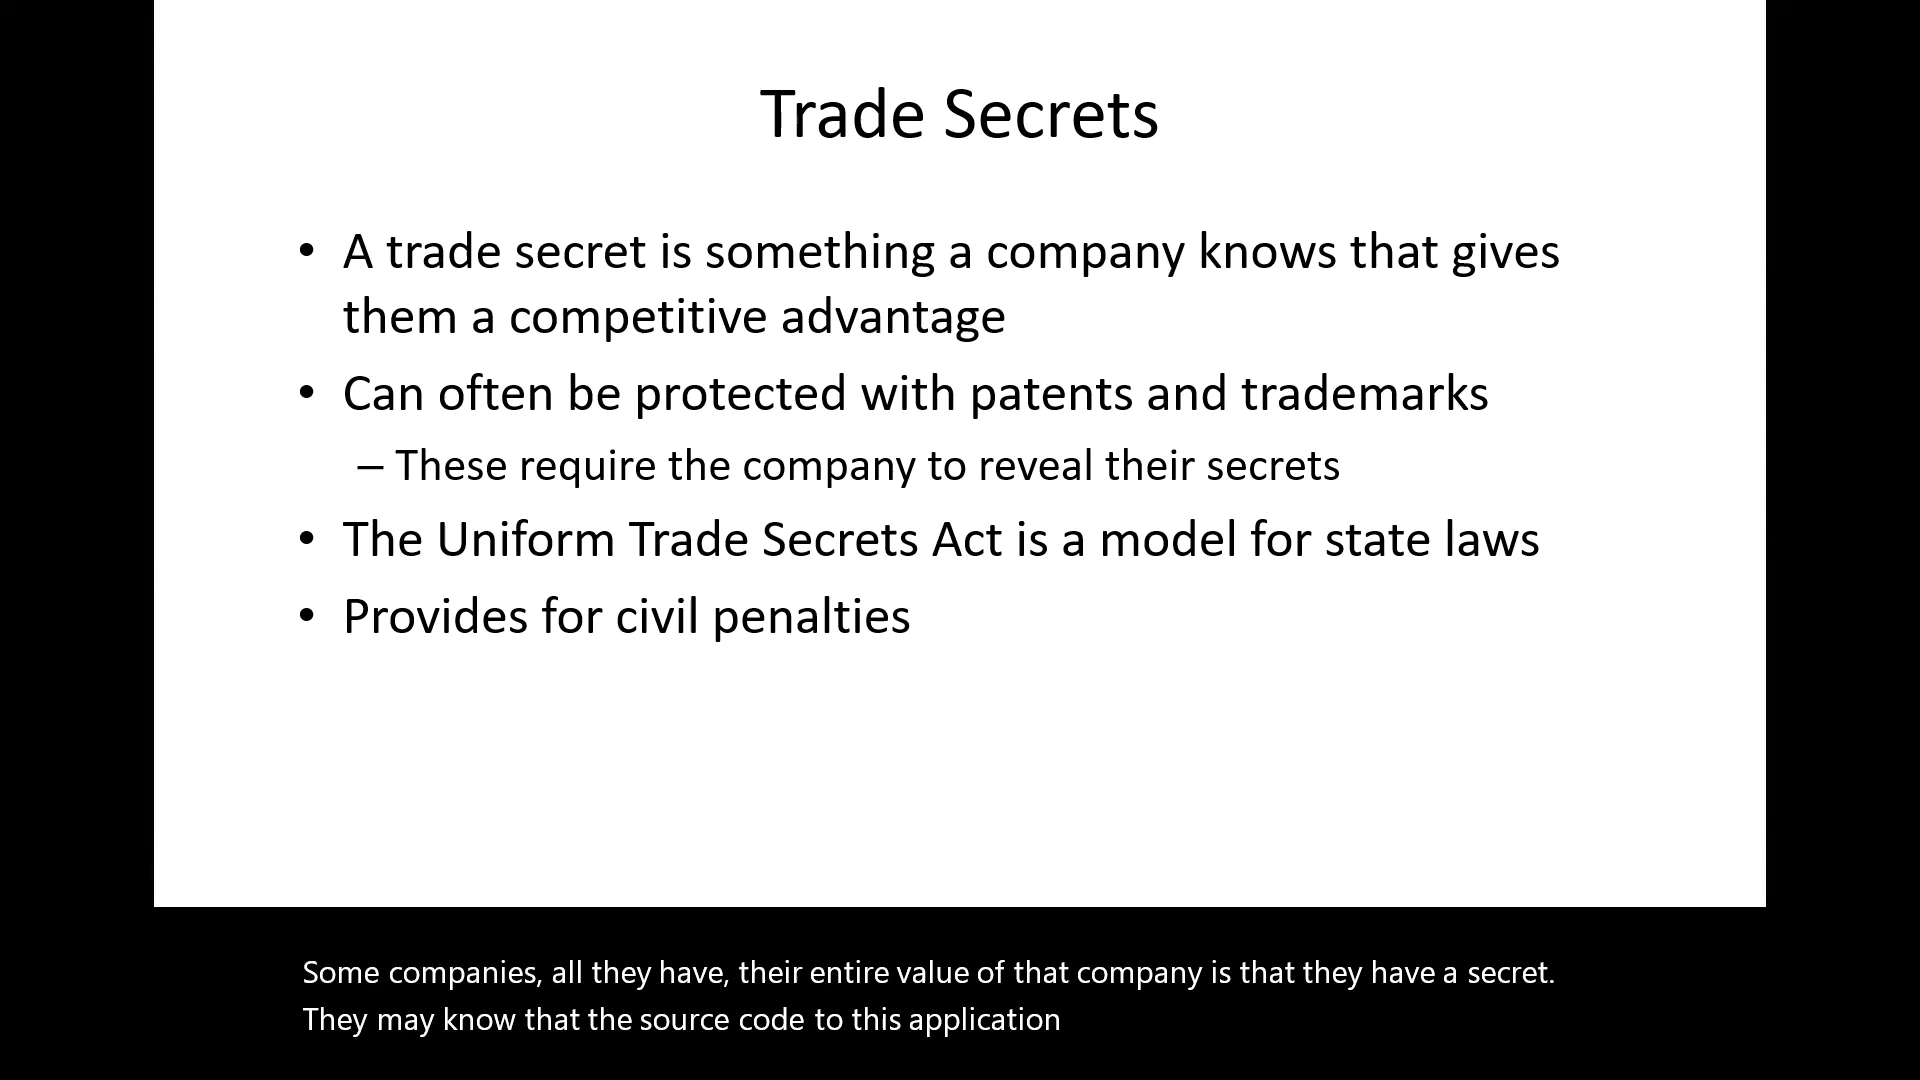 Trade Secrets
• A trade secret is something a company knows that gives
them a competitive advantage
• Can often be protected with patents and trademarks
– These require the company to reveal their secrets
• The Uniform Trade Secrets Act is a model for state laws
• Provides for civil penalties
Some companies, all they have, their entire value of that company is that they have a secret.
They may know that the source code to this application